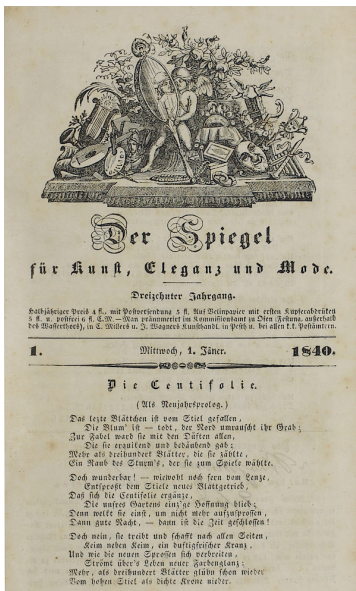 Der Spiegel
für Kunst, Eleganz und Mode.
Dreizehnter Jahrgang.
Halbjähriger Preis 4 fl., mit Postversendung 5 fl. Auf Velinpapier mit ersten Kupferabdrüken
5 fl. u. postfrei 6 fl. C.M. — Man pränumerirt im Kommissionsamt zu Ofen (Festung, außerhalb
des Wasserthors), in C. Millers u. J. Wagners Kunsthandl. in Pesth u. bei allen k.k. Postämtern.
1. Mittwoch, 1. Jäner. 1840.
Die Centifolie.
(Als Neujahrsprolog.)
Das lezte Blättchen ist vom Stiel gefallen,
Die Blum' ist — todt, der Nord umrauscht ihr Grab;
Zur Fabel ward sie mit den Düften allen,
Die sie erquikend und betäubend gab;
Mehr als dreihundert Blätter, die sie zählte,
Ein Raub des Sturm's, der sie zum Spiele wählte.
Doch wunderbar! — wiewohl noch fern vom Lenze,
Entsproßt dem Stiele neues Blattgetrieb,
Daß sich die Centifolie ergänze,
Die unsres Gartens einz'ge Hoffnung blieb;
Denn welkt sie einst, um nicht mehr aufzusprossen,
Dann gute Nacht, — dann ist die Zeit geschlossen!
Doch nein, sie treibt und schafft nach allen Seiten,
Keim neben Keim, ein duftigfrischer Kranz,
Und wie die neuen Sprossen sich verbreiten,
Strömt über's Leben neuer Farbenglanz;
Mehr, als dreihundert Blätter glühn schon wieder
Vom hohen Stiel als dichte Krone nieder.